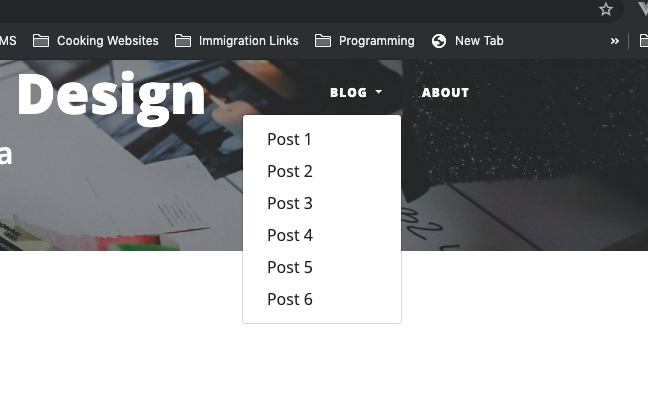 MS Cooking Websites Immigration Links Programming New Tab »
Design
BLOG ABOUT
a
Post 1
Post 2
Post 3
Post 4
Post 5
Post 6